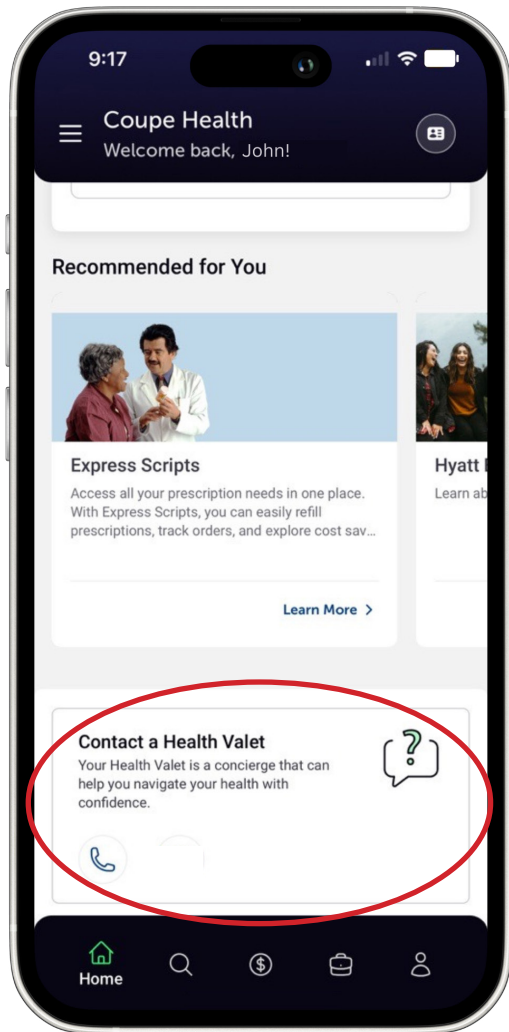 9:17
Coupe Health
Welcome back, John!
Recommended for You
Express Scripts
Access all your prescription needs in one place.
With Express Scripts, you can easily refill
prescriptions, track orders, and explore cost sav...
Learn More >
Hyatt
Learn ab
Contact a Health Valet
Your Health Valet is a concierge that can
help you navigate your health with
confidence.
Home